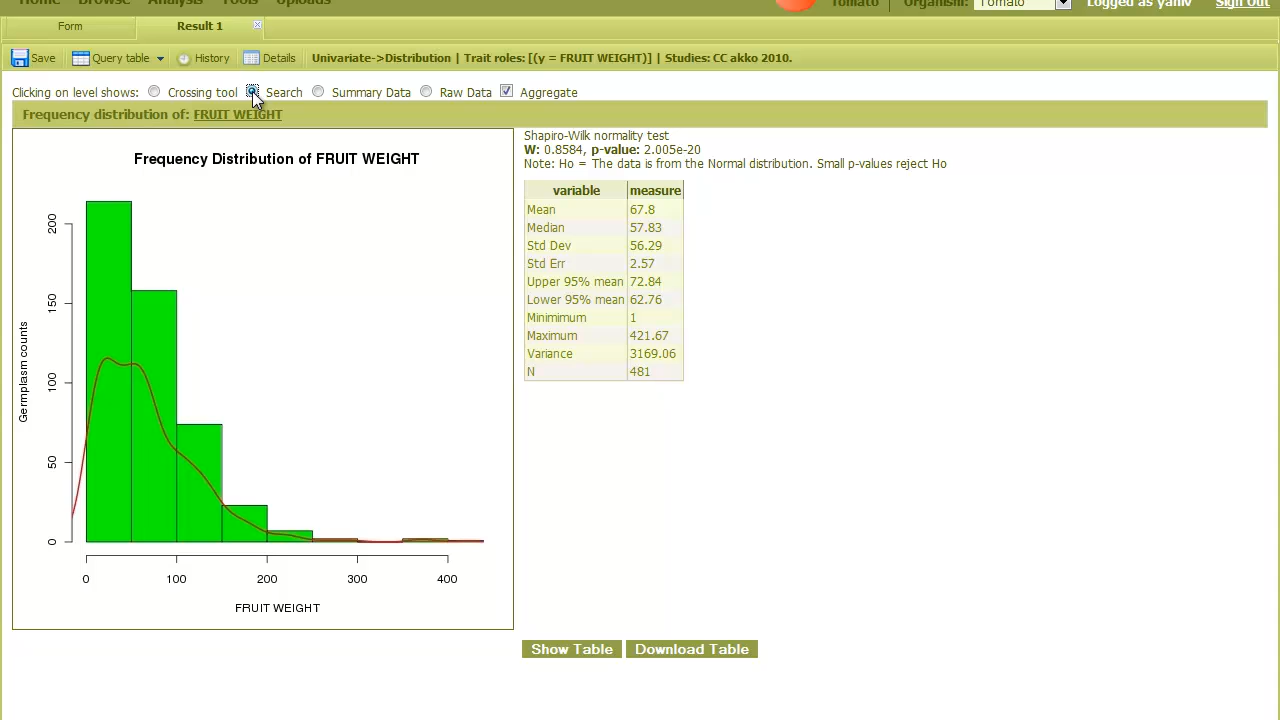 Home Browse Analysis Tools Uploads Tomato Organism: Tomato Logged as yaniv Sign Out
Form Result 1
Save Query table History Details Univariate->Distribution | Trait roles: [(y = FRUIT WEIGHT)] | Studies: CC akko 2010.
Clicking on level shows: Crossing tool Search Summary Data Raw Data Aggregate
Frequency distribution of: FRUIT WEIGHT
Frequency Distribution of FRUIT WEIGHT
Germplasm counts
200
150
100
50
0
0 100 200 300 400
FRUIT WEIGHT
Shapiro-Wilk normality test
W: 0.8584, p-value: 2.005e-20
Note: Ho = The data is from the Normal distribution. Small p-values reject Ho
variable measure
Mean 67.8
Median 57.83
Std Dev 56.29
Std Err 2.57
Upper 95% mean 72.84
Lower 95% mean 62.76
Minimimum 1
Maximum 421.67
Variance 3169.06
N 481
Show Table Download Table